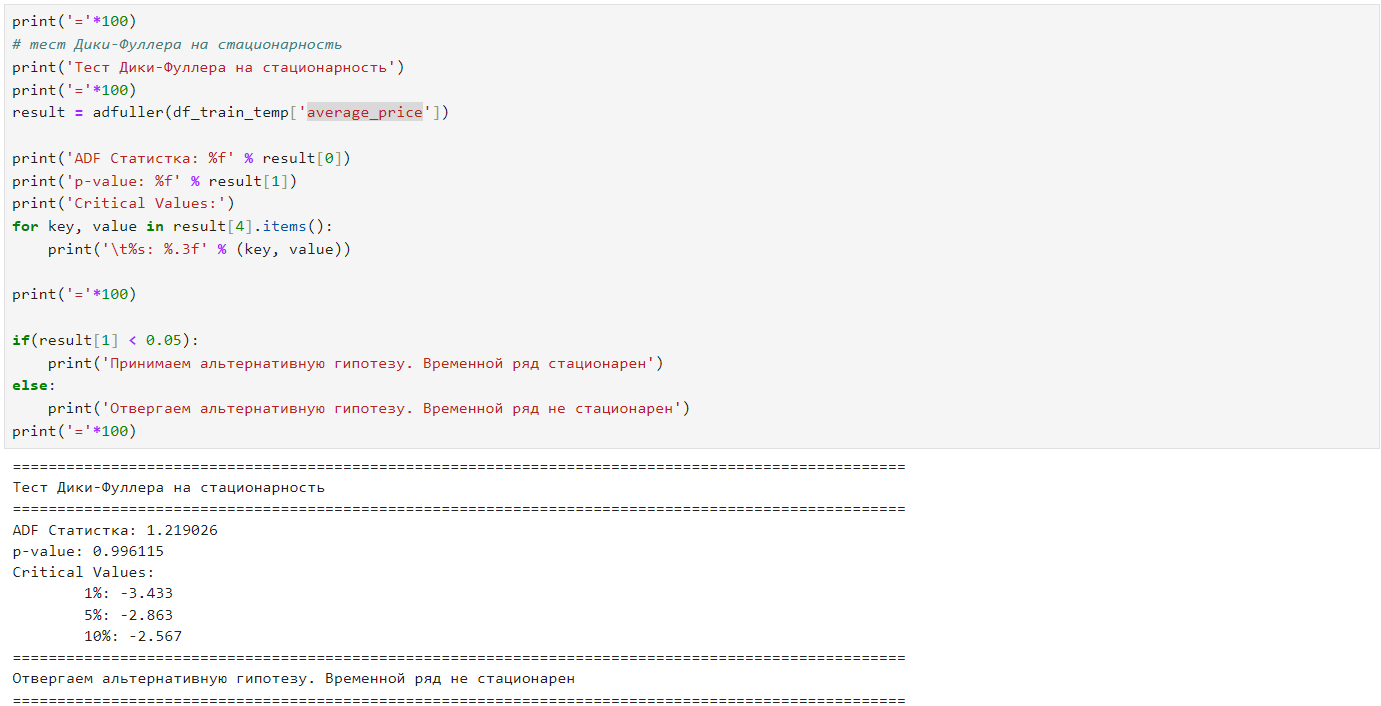 print('='*100)
# тест Дики-Фуллера на стационарность
print('Тест Дики-Фуллера на стационарность')
print('='*100)
result = adfuller(df_train_temp['average_price'])
print('ADF Статистка: %f' % result[0])
print('p-value: %f' % result[1])
print('Critical Values:')
for key, value in result[4].items():
    print('\t%s: %.3f' % (key, value))
print('='*100)
if(result[1] < 0.05):
    print('Принимаем альтернативную гипотезу. Временной ряд стационарен')
else:
    print('Отвергаем альтернативную гипотезу. Временной ряд не стационарен')
print('='*100)
====================================================================================================
Тест Дики-Фуллера на стационарность
====================================================================================================
ADF Статистка: 1.219026
p-value: 0.996115
Critical Values:
        1%: -3.433
        5%: -2.863
        10%: -2.567
====================================================================================================
Отвергаем альтернативную гипотезу. Временной ряд не стационарен
====================================================================================================